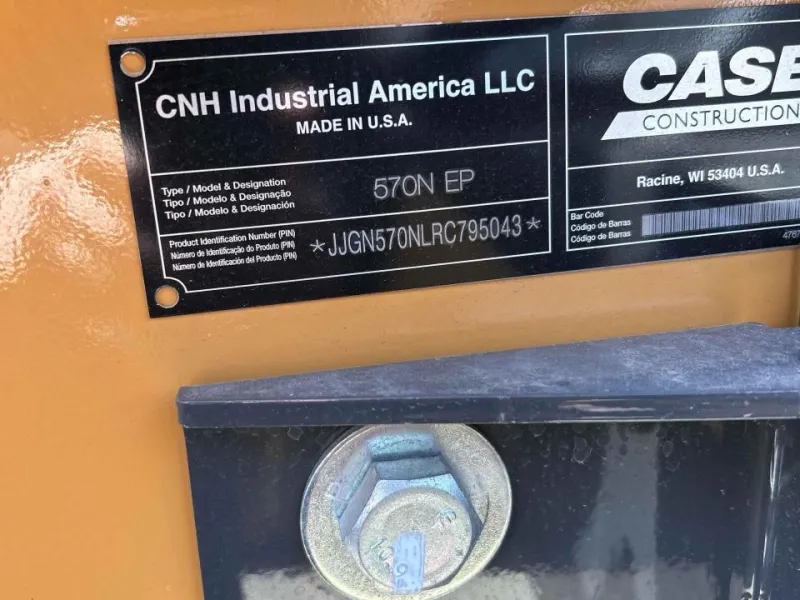 CNH Industrial America LLC
MADE IN U.S.A.
Type / Model & Designation
Tipo / Modelo & Designação
Tipo / Modelo & Designación
570N EP
Product Identification Number (PIN)
Número de Identificação do Produto (PIN)
Número de Identificación del Producto (PIN)
*JJGN570NLRC795043*
CASE
CONSTRUCTION
Racine, WI 53404 U.S.A.
Bar Code
Código de Barras
Código de Barras